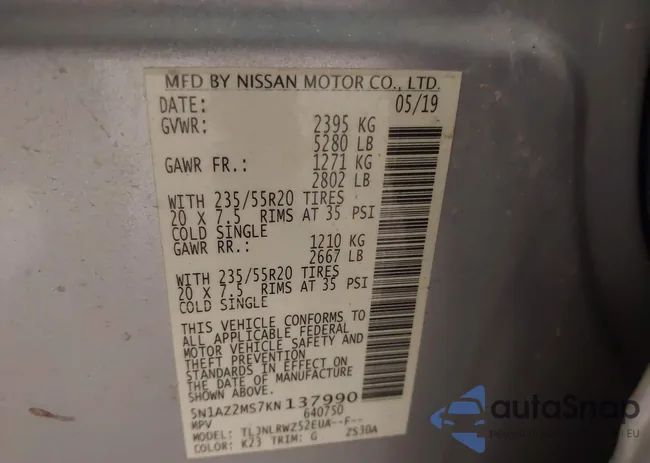 MFD BY NISSAN MOTOR CO., LTD.
DATE: 05/19
GVWR: 2395 KG
5280 LB
GAWR FR.: 1271 KG
2802 LB
WITH 235/55R20 TIRES
20 X 7.5 RIMS AT 35 PSI
COLD SINGLE
GAWR RR.: 1210 KG
2667 LB
WITH 235/55R20 TIRES
20 X 7.5 RIMS AT 35 PSI
COLD SINGLE
THIS VEHICLE CONFORMS TO
ALL APPLICABLE FEDERAL
MOTOR VEHICLE SAFETY AND
THEFT PREVENTION
STANDARDS IN EFFECT ON
THE DATE OF MANUFACTURE
SHOWN ABOVE.
5N1AZ2MS7KN137990
MPV 640750
MODEL: TL3NLRWZ52EUA--F--
COLOR: K23 TRIM: G ZS30A
autoSnap